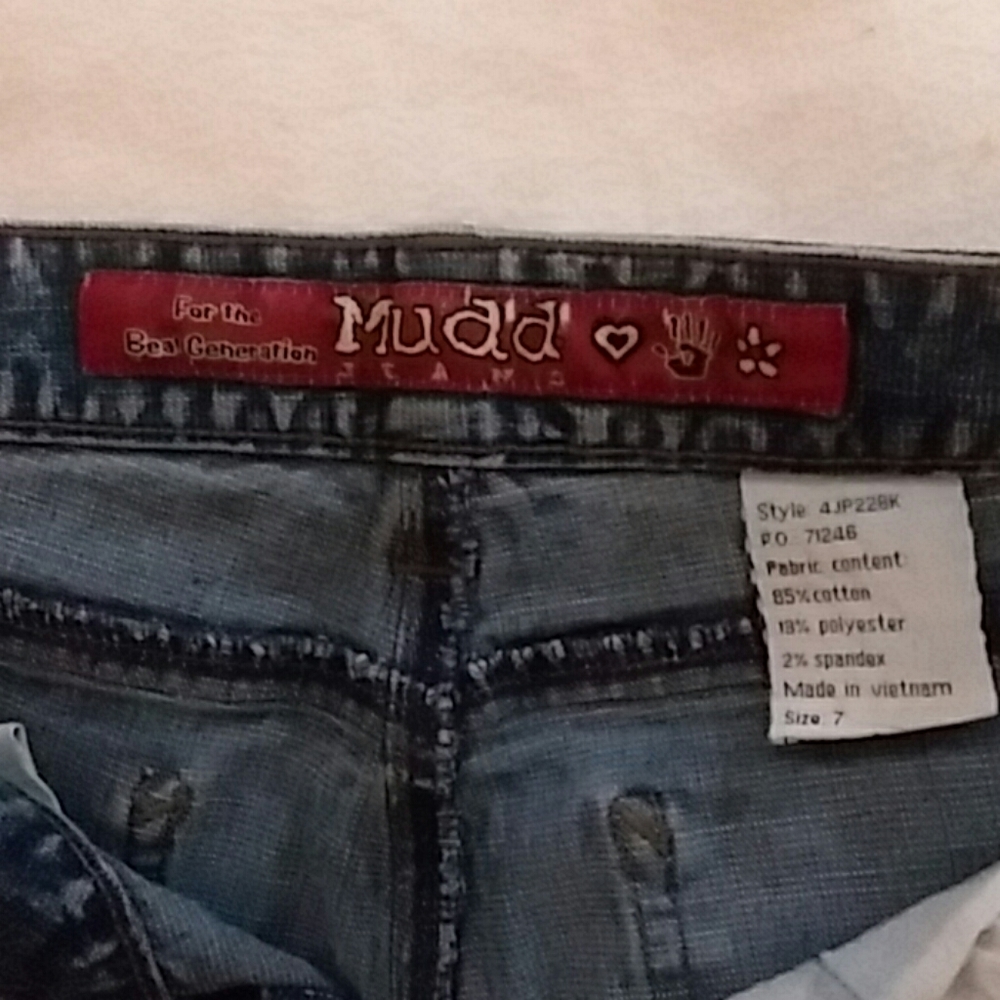 For the
Beat Generation
Mudd
Style 4JP228K
P.O. 71246
Fabric content:
85% cotton
13% polyester
2% spandex
Made in vietnam
Size 7